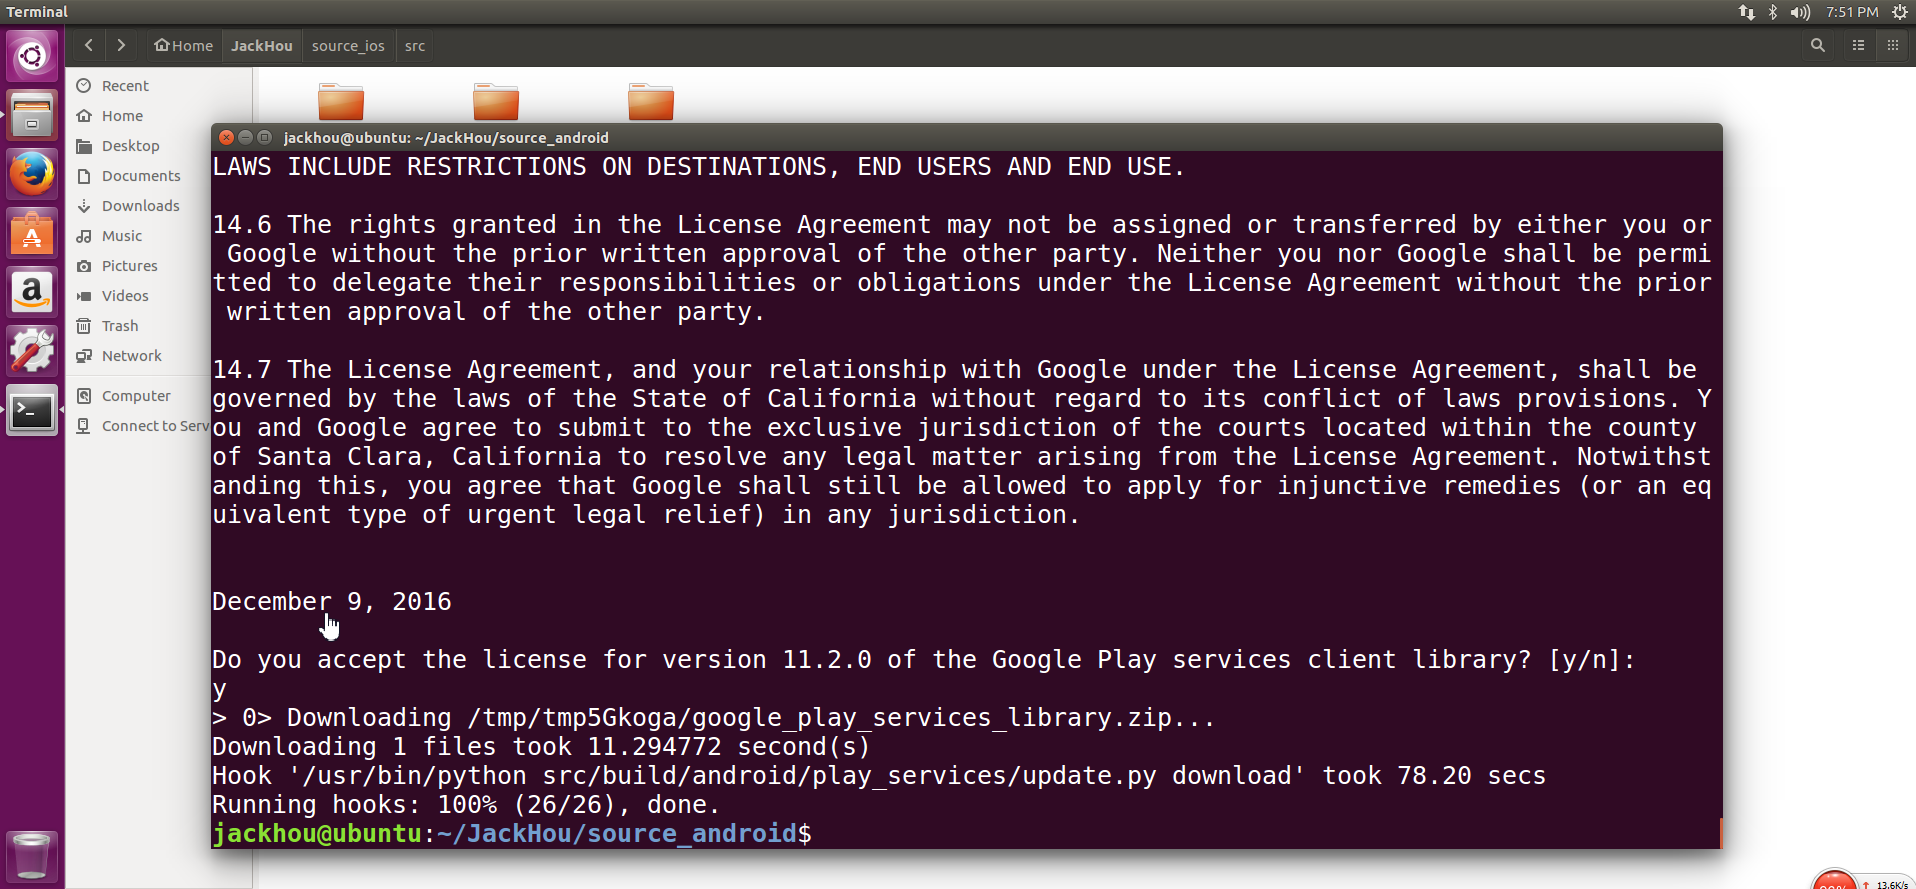 Terminal
7:51 PM
Home JackHou source_ios src
Recent
Home
Desktop
Documents
Downloads
Music
Pictures
Videos
Trash
Network
Computer
Connect to Serv
jackhou@ubuntu: ~/JackHou/source_android
LAWS INCLUDE RESTRICTIONS ON DESTINATIONS, END USERS AND END USE.
14.6 The rights granted in the License Agreement may not be assigned or transferred by either you or
Google without the prior written approval of the other party. Neither you nor Google shall be permi
tted to delegate their responsibilities or obligations under the License Agreement without the prior
written approval of the other party.
14.7 The License Agreement, and your relationship with Google under the License Agreement, shall be
governed by the laws of the State of California without regard to its conflict of laws provisions. Y
ou and Google agree to submit to the exclusive jurisdiction of the courts located within the county
of Santa Clara, California to resolve any legal matter arising from the License Agreement. Notwithst
anding this, you agree that Google shall still be allowed to apply for injunctive remedies (or an eq
uivalent type of urgent legal relief) in any jurisdiction.
December 9, 2016
Do you accept the license for version 11.2.0 of the Google Play services client library? [y/n]:
y
> 0> Downloading /tmp/tmp5Gkoga/google_play_services_library.zip...
Downloading 1 files took 11.294772 second(s)
Hook '/usr/bin/python src/build/android/play_services/update.py download' took 78.20 secs
Running hooks: 100% (26/26), done.
jackhou@ubuntu:~/JackHou/source_android$
13.6K/s